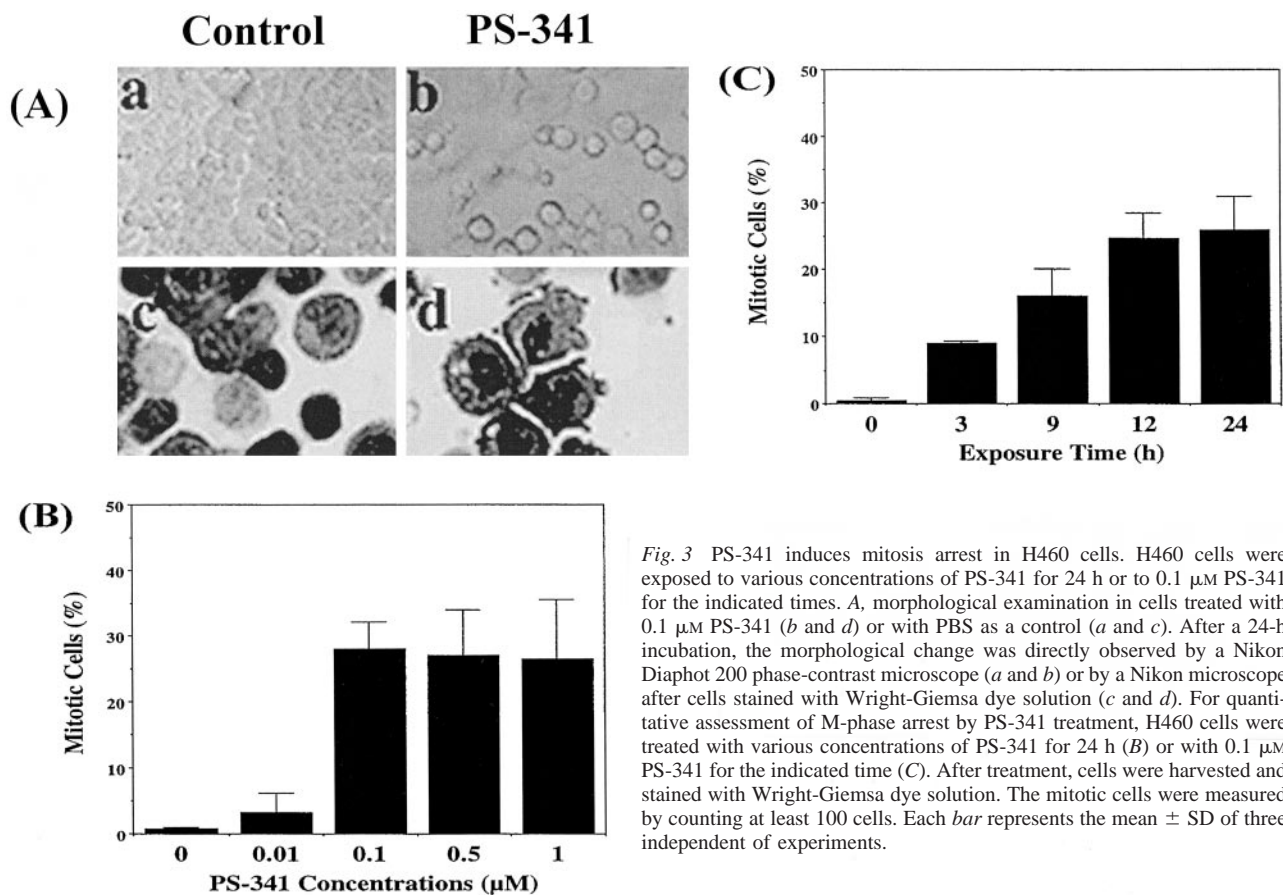 Control
PS-341
(A)
a
b
c
d
(C)
50
40
30
20
10
0
Mitotic Cells (%)
0
3
9
12
24
Exposure Time (h)
(B)
50
40
30
20
10
0
Mitotic Cells (%)
0
0.01
0.1
0.5
1
PS-341 Concentrations (μM)
Fig. 3 PS-341 induces mitosis arrest in H460 cells. H460 cells were
exposed to various concentrations of PS-341 for 24 h or to 0.1 μM PS-341
for the indicated times. A, morphological examination in cells treated with
0.1 μM PS-341 (b and d) or with PBS as a control (a and c). After a 24-h
incubation, the morphological change was directly observed by a Nikon
Diaphot 200 phase-contrast microscope (a and b) or by a Nikon microscope
after cells stained with Wright-Giemsa dye solution (c and d). For quanti-
tative assessment of M-phase arrest by PS-341 treatment, H460 cells were
treated with various concentrations of PS-341 for 24 h (B) or with 0.1 μM
PS-341 for the indicated time (C). After treatment, cells were harvested and
stained with Wright-Giemsa dye solution. The mitotic cells were measured
by counting at least 100 cells. Each bar represents the mean ± SD of three
independent of experiments.